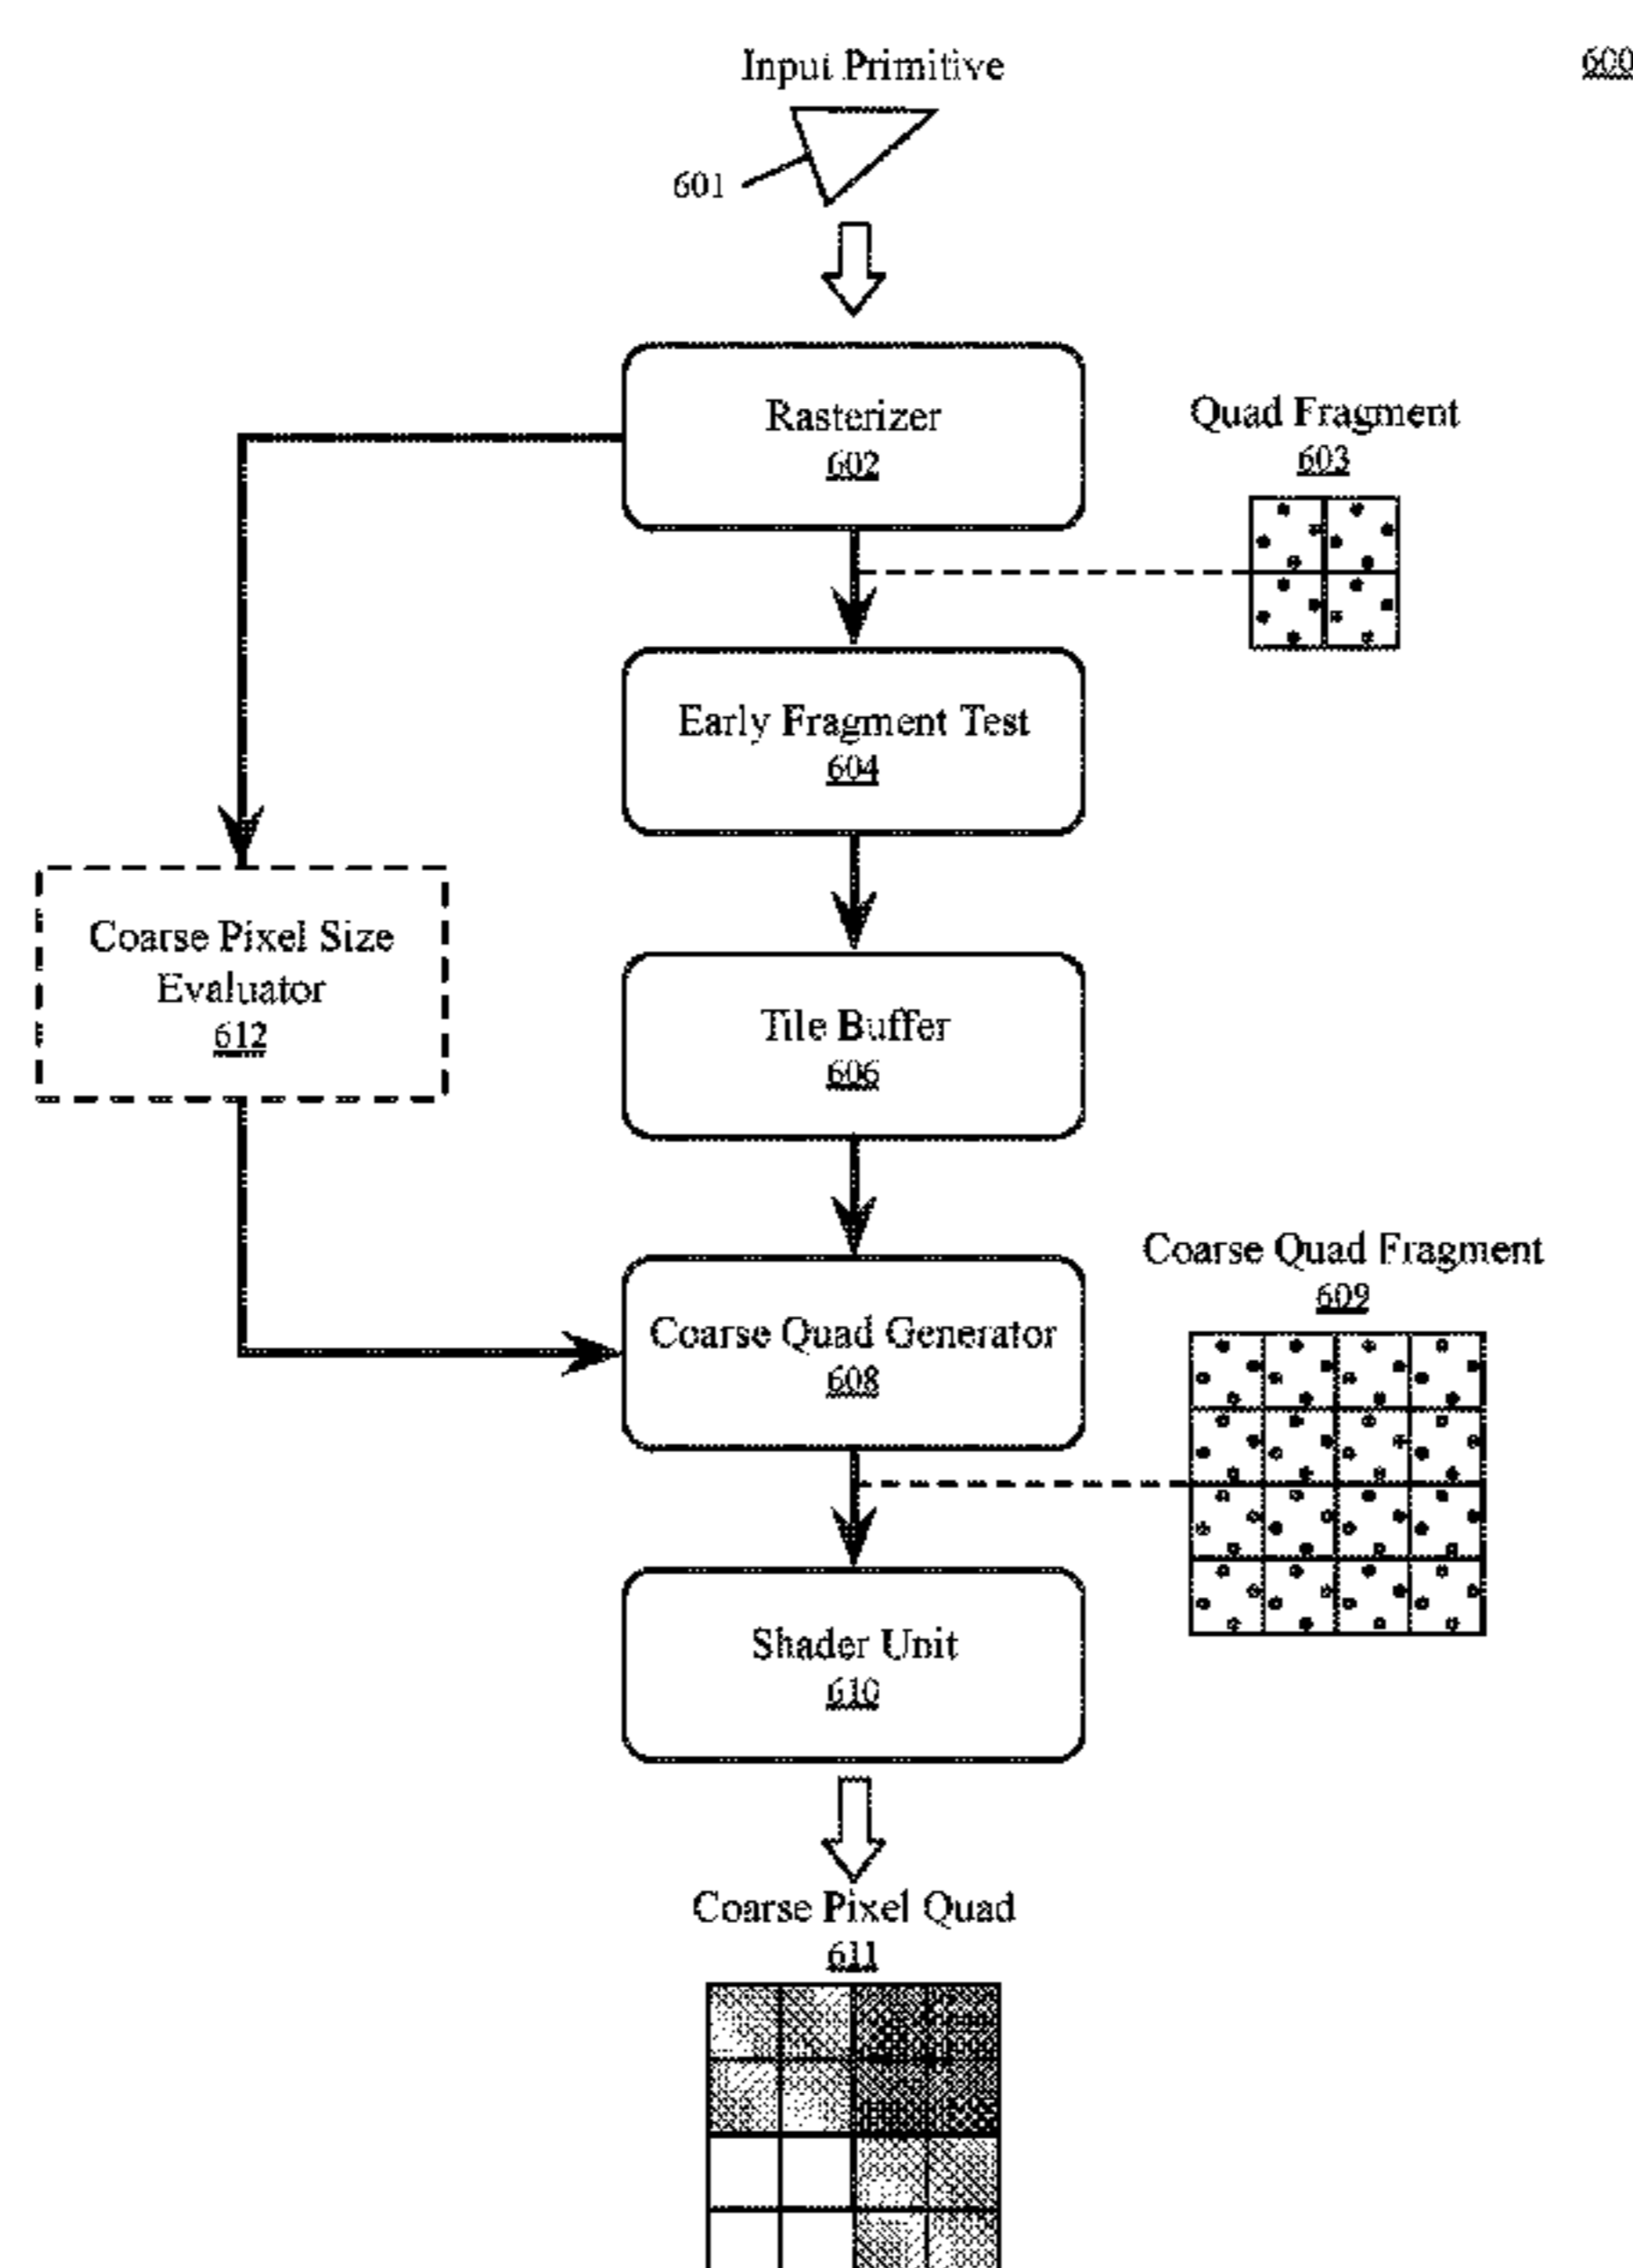 600
Input Primitive
601
Rasterizer
602
Quad Fragment
603
Early Fragment Test
604
Coarse Pixel Size
Evaluator
612
Tile Buffer
606
Coarse Quad Fragment
609
Coarse Quad Generator
608
Shader Unit
610
Coarse Pixel Quad
611